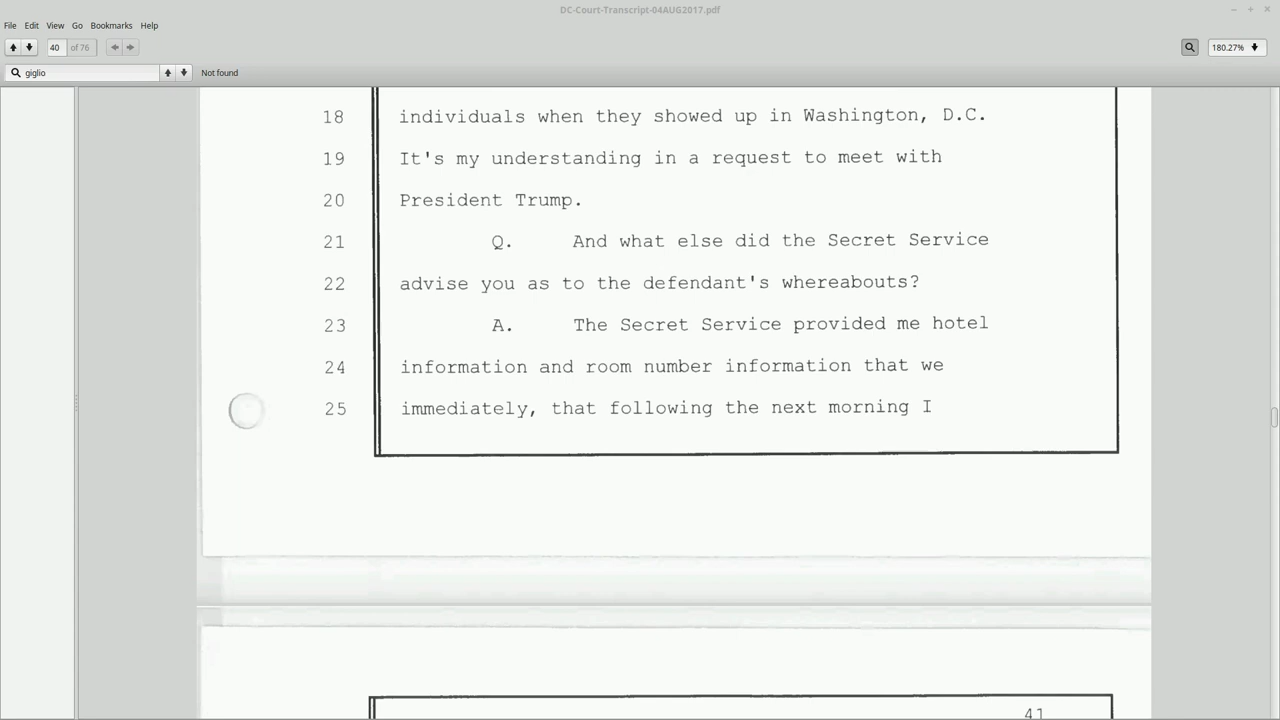 DC-Court-Transcript-04AUG2017.pdf
File Edit View Go Bookmarks Help
40 of 76
180.27%
giglio
Not found
18 individuals when they showed up in Washington, D.C.
19 It's my understanding in a request to meet with
20 President Trump.
21 Q. And what else did the Secret Service
22 advise you as to the defendant's whereabouts?
23 A. The Secret Service provided me hotel
24 information and room number information that we
25 immediately, that following the next morning I
41